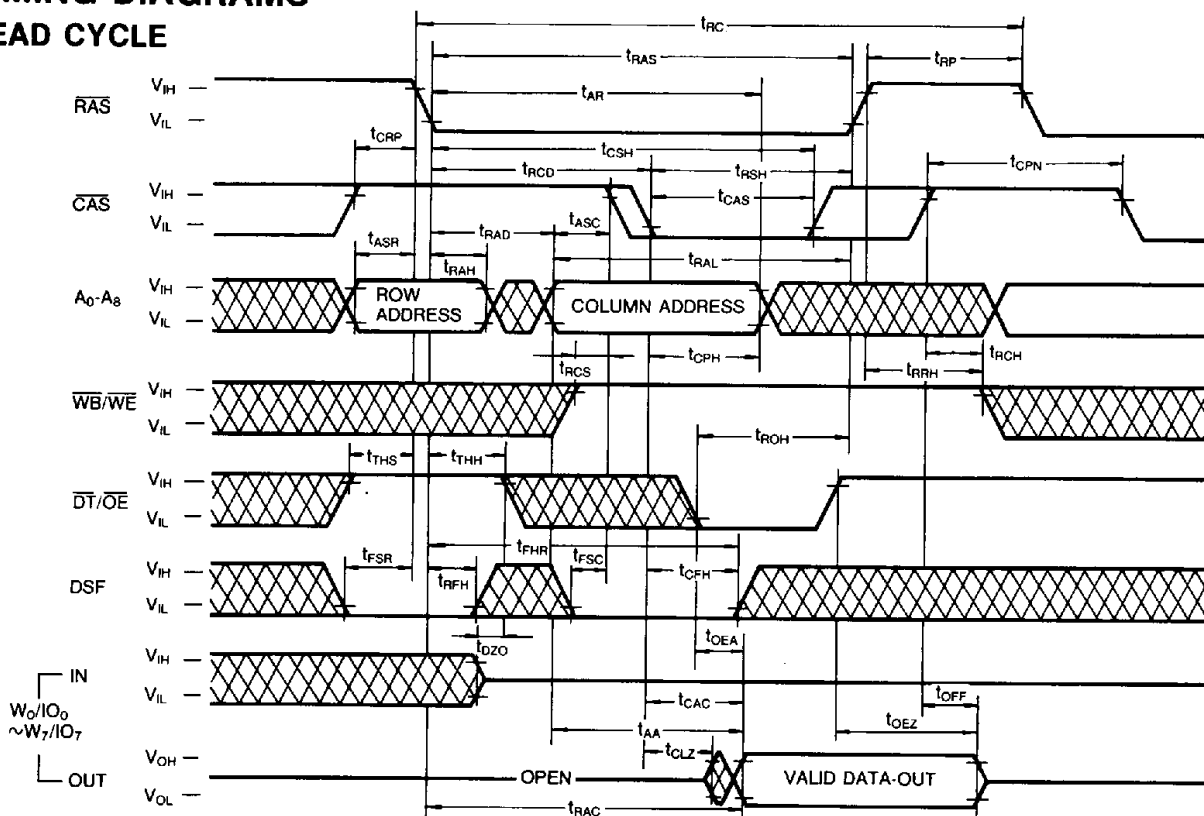 MING DIAGRAMS
EAD CYCLE
tRC
tRAS
tRP
tAR
RAS
VIH
VIL
tCRP
tCSH
tRCD
tRSH
tCPN
CAS
VIH
VIL
tCAS
tASC
tRAD
tASR
tRAH
tRAL
A0-A8
VIH
VIL
ROW
ADDRESS
COLUMN ADDRESS
tRCS
tCPH
tRCH
tRRH
WB/WE
VIH
VIL
tROH
tTHS
tTHH
DT/OE
VIH
VIL
tFHR
tFSR
tRFH
tFSC
tCFH
DSF
VIH
VIL
tDZO
tOEA
IN
VIH
VIL
tCAC
tOFF
tOEZ
W0/IO0
~W7/IO7
tAA
tCLZ
OUT
VOH
VOL
OPEN
VALID DATA-OUT
tRAC